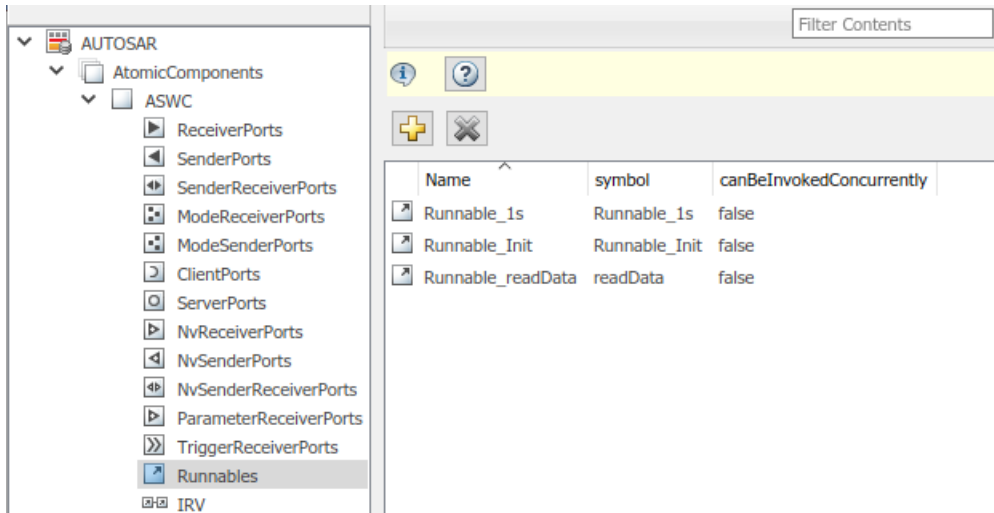 Filter Contents
AUTOSAR
AtomicComponents
ASWC
ReceiverPorts
SenderPorts
SenderReceiverPorts
ModeReceiverPorts
ModeSenderPorts
ClientPorts
ServerPorts
NvReceiverPorts
NvSenderPorts
NvSenderReceiverPorts
ParameterReceiverPorts
TriggerReceiverPorts
Runnables
IRV
Name symbol canBeInvokedConcurrently
Runnable_1s Runnable_1s false
Runnable_Init Runnable_Init false
Runnable_readData readData false